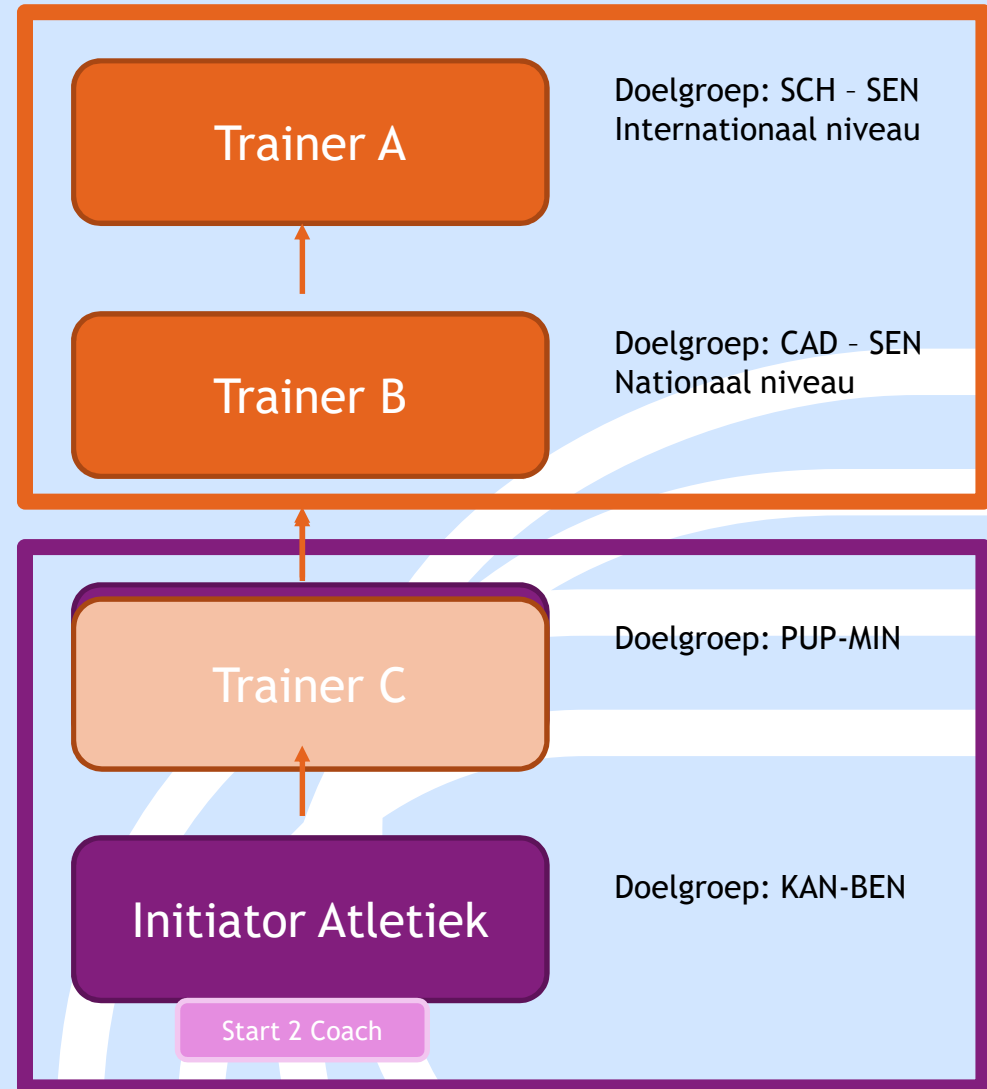 Trainer A
Doelgroep: SCH – SEN
Internationaal niveau
Trainer B
Doelgroep: CAD – SEN
Nationaal niveau
Trainer C
Doelgroep: PUP-MIN
Initiator Atletiek
Doelgroep: KAN-BEN
Start 2 Coach